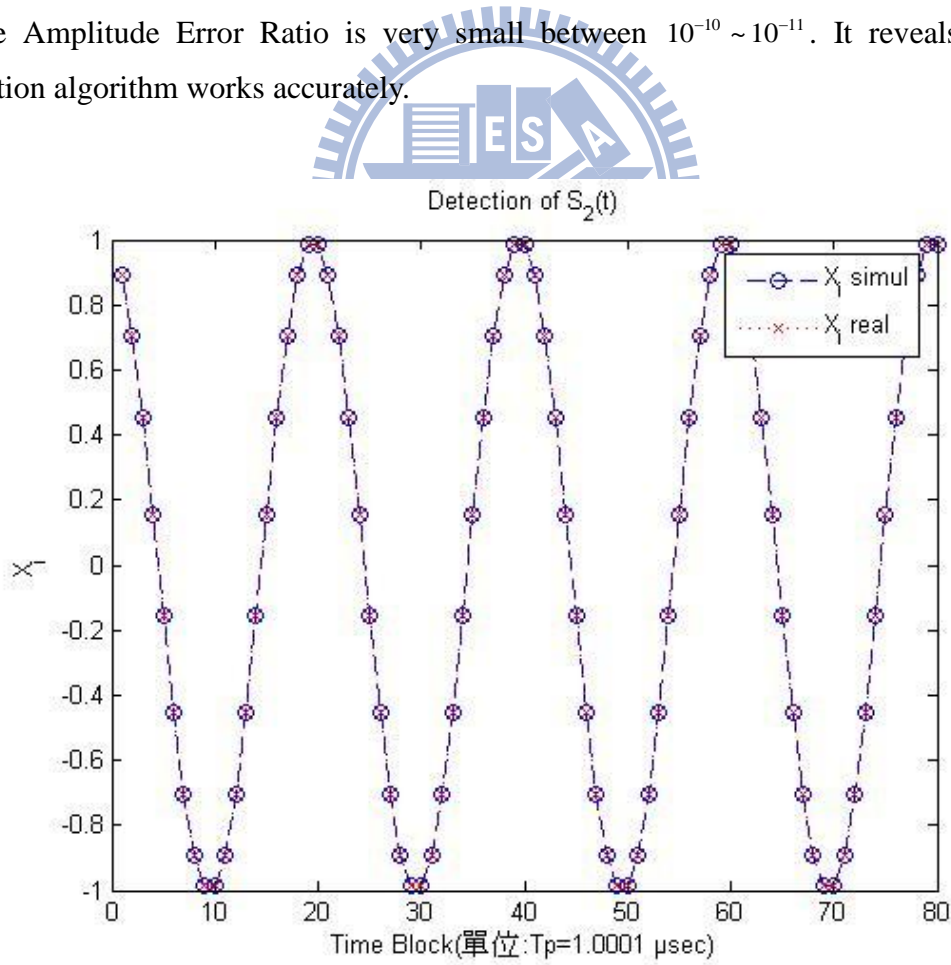 e Amplitude Error Ratio is very small between 10⁻¹⁰ ~ 10⁻¹¹. It reveals
tion algorithm works accurately.
E S A
Detection of S₂(t)
1
0.8
0.6
0.4
0.2
0
-0.2
-0.4
-0.6
-0.8
-1
Xᵢ
Xᵢ simul
Xᵢ real
0 10 20 30 40 50 60 70 80
Time Block(單位:Tp=1.0001 μsec)